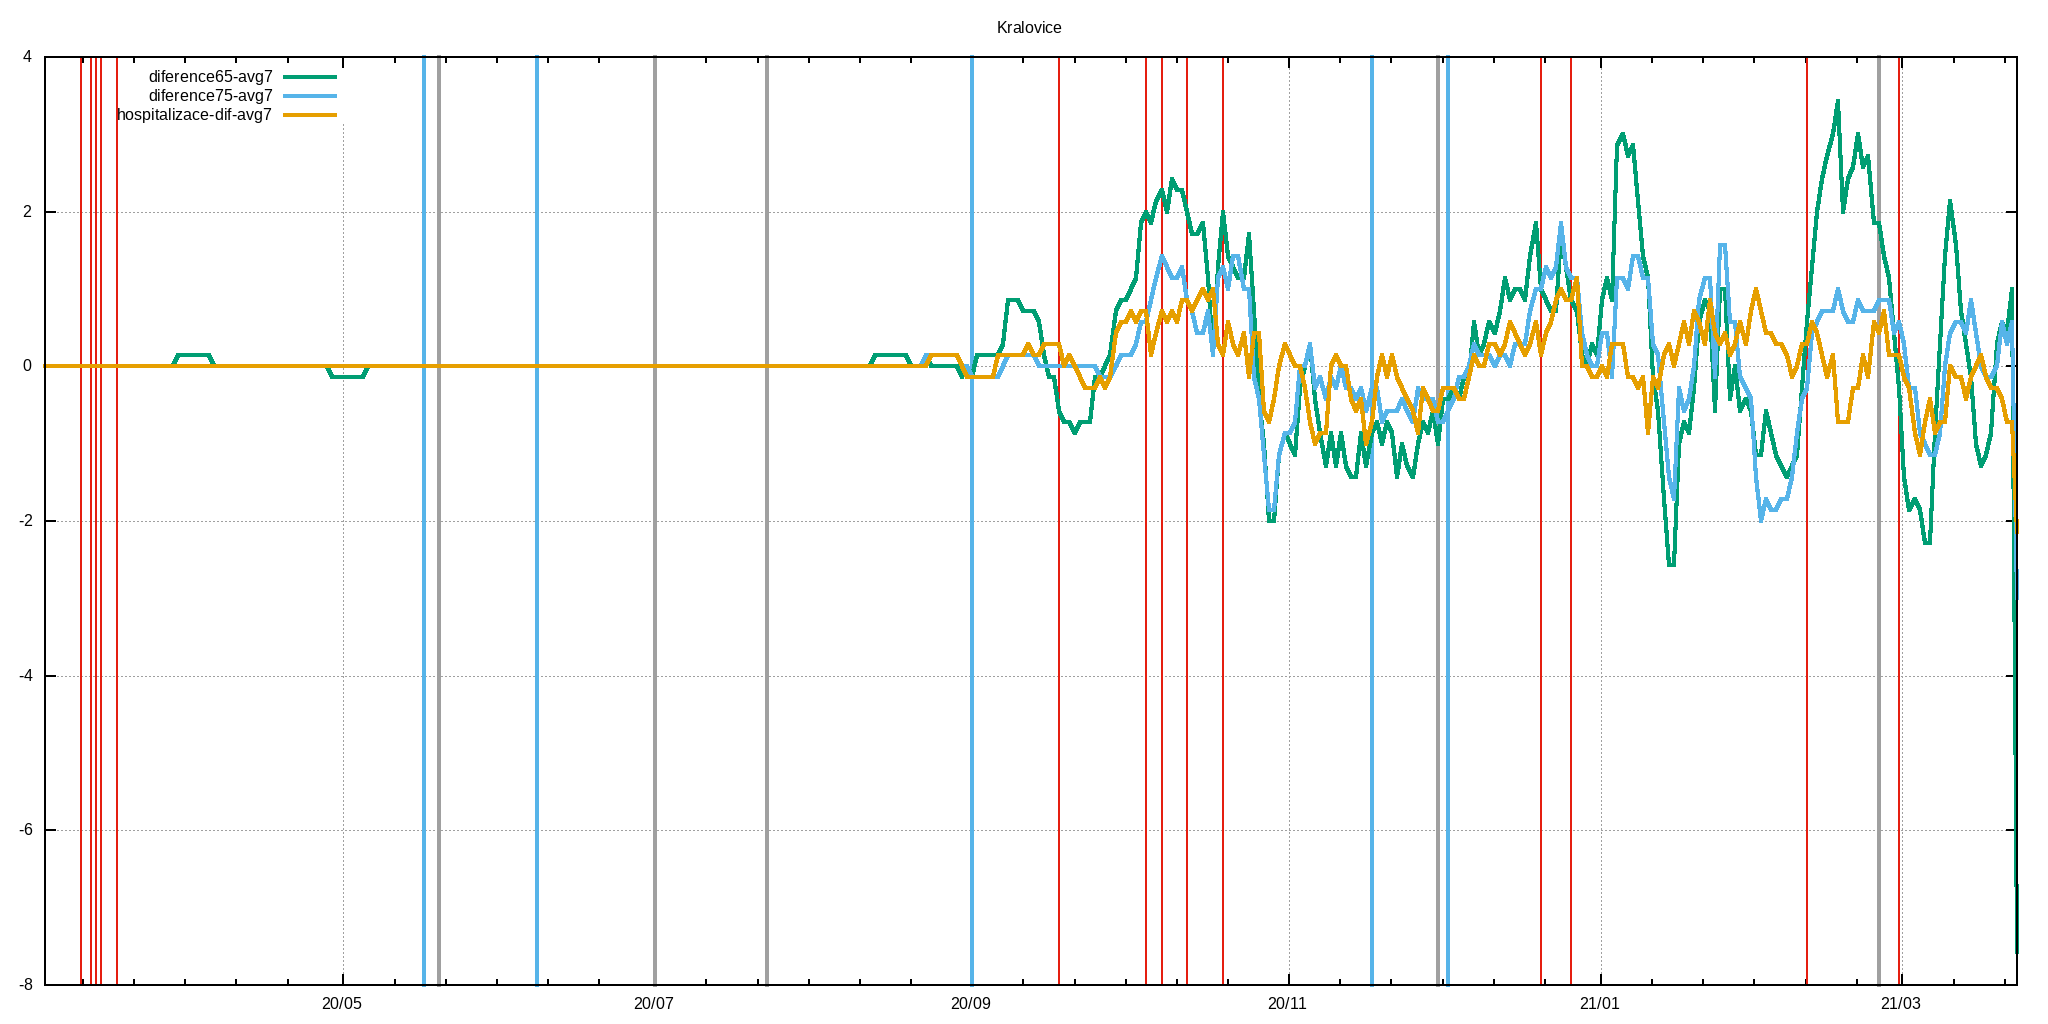 Kralovice
4
diference65-avg7
diference75-avg7
hospitalizace-dif-avg7
2
0
-2
-4
-6
-8
20/05 20/07 20/09 20/11 21/01 21/03